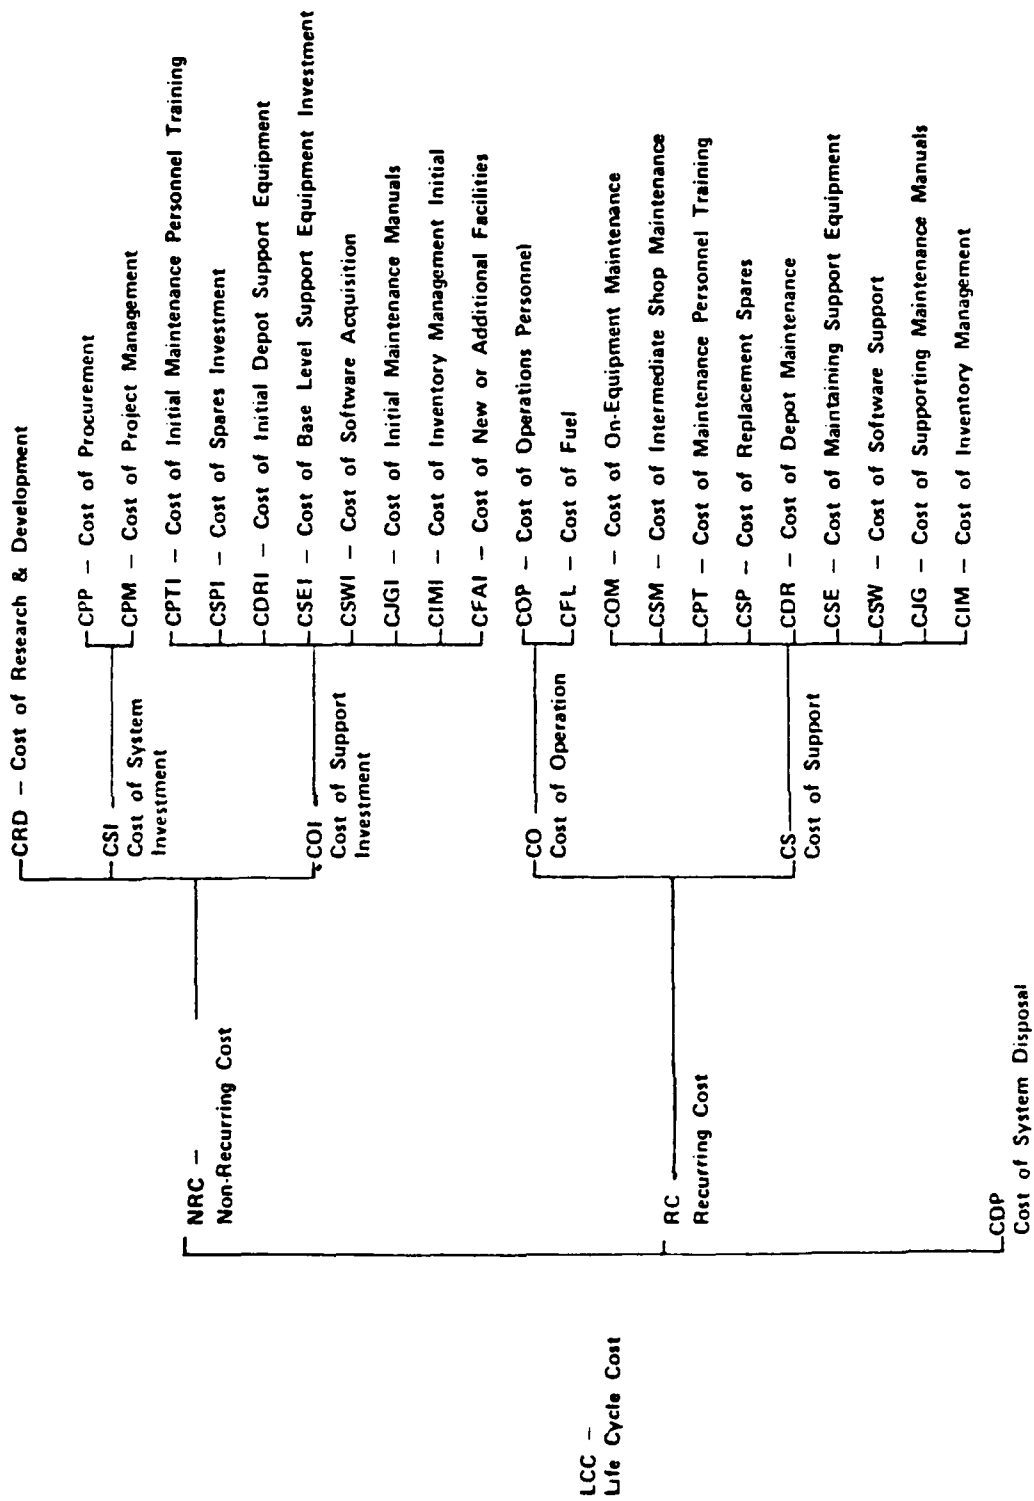 CRD – Cost of Research & Development
CPP – Cost of Procurement
CPM – Cost of Project Management
CSI –
Cost of System
Investment
CPTI – Cost of Initial Maintenance Personnel Training
CSPI – Cost of Spares Investment
CDRI – Cost of Initial Depot Support Equipment
CSEI – Cost of Base Level Support Equipment Investment
CSWI – Cost of Software Acquisition
CJGI – Cost of Initial Maintenance Manuals
CIMI – Cost of Inventory Management Initial
CFAI – Cost of New or Additional Facilities
COI –
Cost of Support
Investment
NRC –
Non-Recurring Cost
COP – Cost of Operations Personnel
CFL – Cost of Fuel
CO
Cost of Operation
COM – Cost of On-Equipment Maintenance
CSM – Cost of Intermediate Shop Maintenance
CPT – Cost of Maintenance Personnel Training
CSP – Cost of Replacement Spares
CDR – Cost of Depot Maintenance
CSE – Cost of Maintaining Support Equipment
CSW – Cost of Software Support
CJG – Cost of Supporting Maintenance Manuals
CIM – Cost of Inventory Management
CS
Cost of Support
RC –
Recurring Cost
LCC –
Life Cycle Cost
CDP
Cost of System Disposal